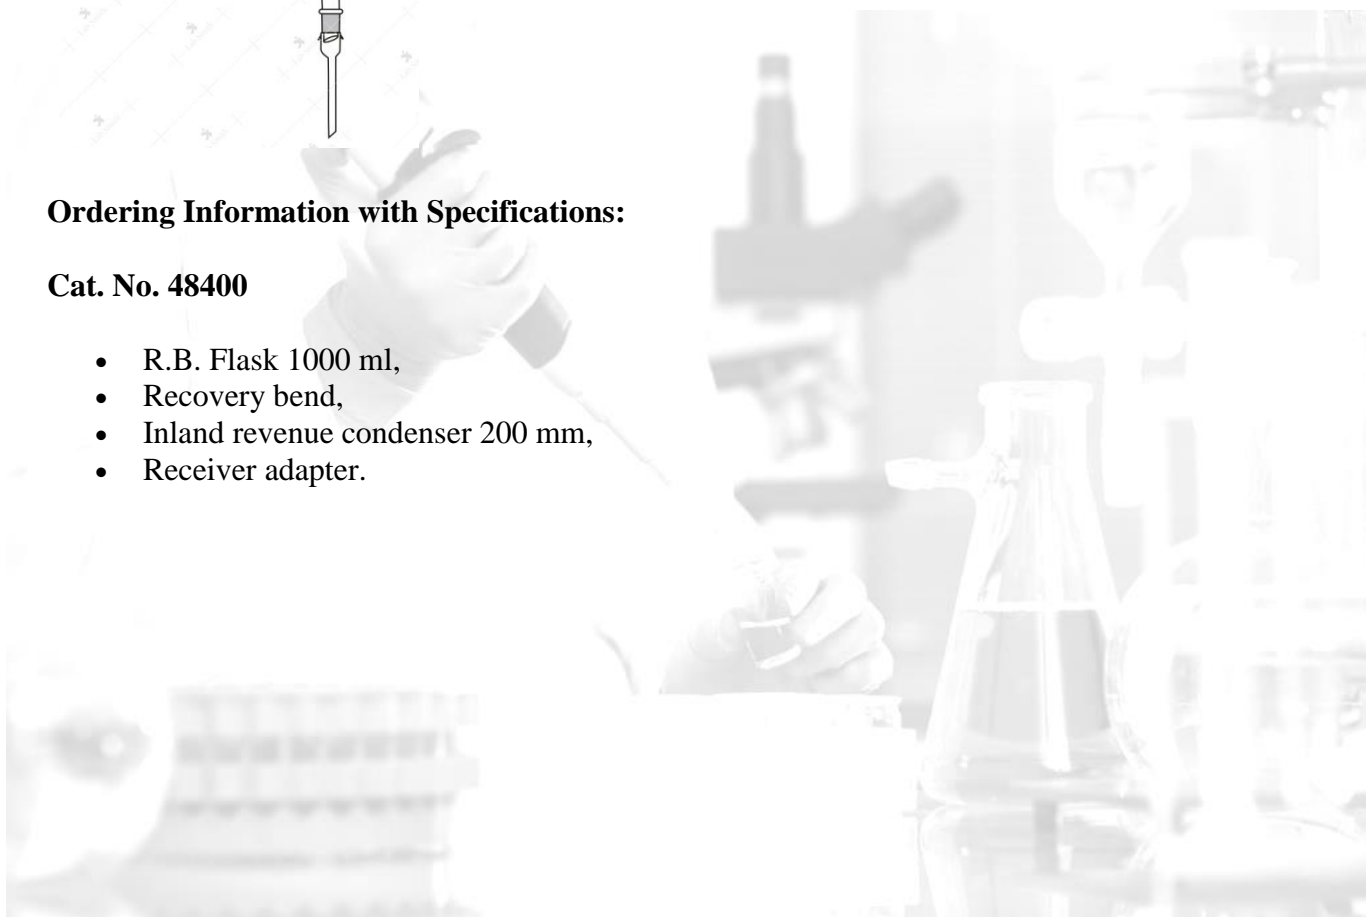 Ordering Information with Specifications:
Cat. No. 48400
• R.B. Flask 1000 ml,
• Recovery bend,
• Inland revenue condenser 200 mm,
• Receiver adapter.